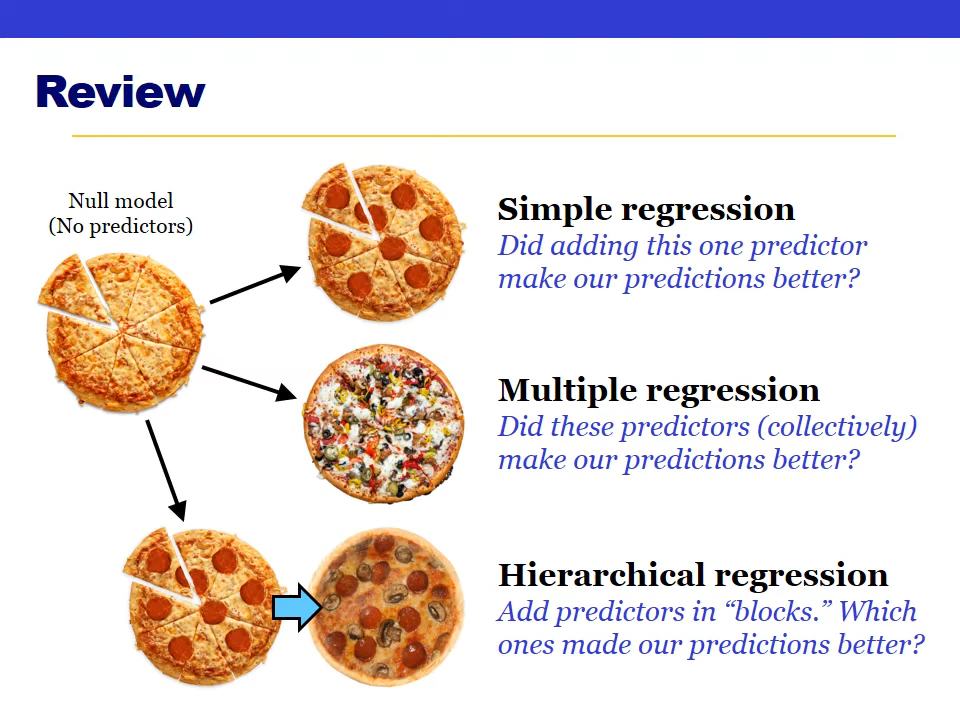 Review
Null model
(No predictors)
Simple regression
Did adding this one predictor
make our predictions better?
Multiple regression
Did these predictors (collectively)
make our predictions better?
Hierarchical regression
Add predictors in “blocks.” Which
ones made our predictions better?